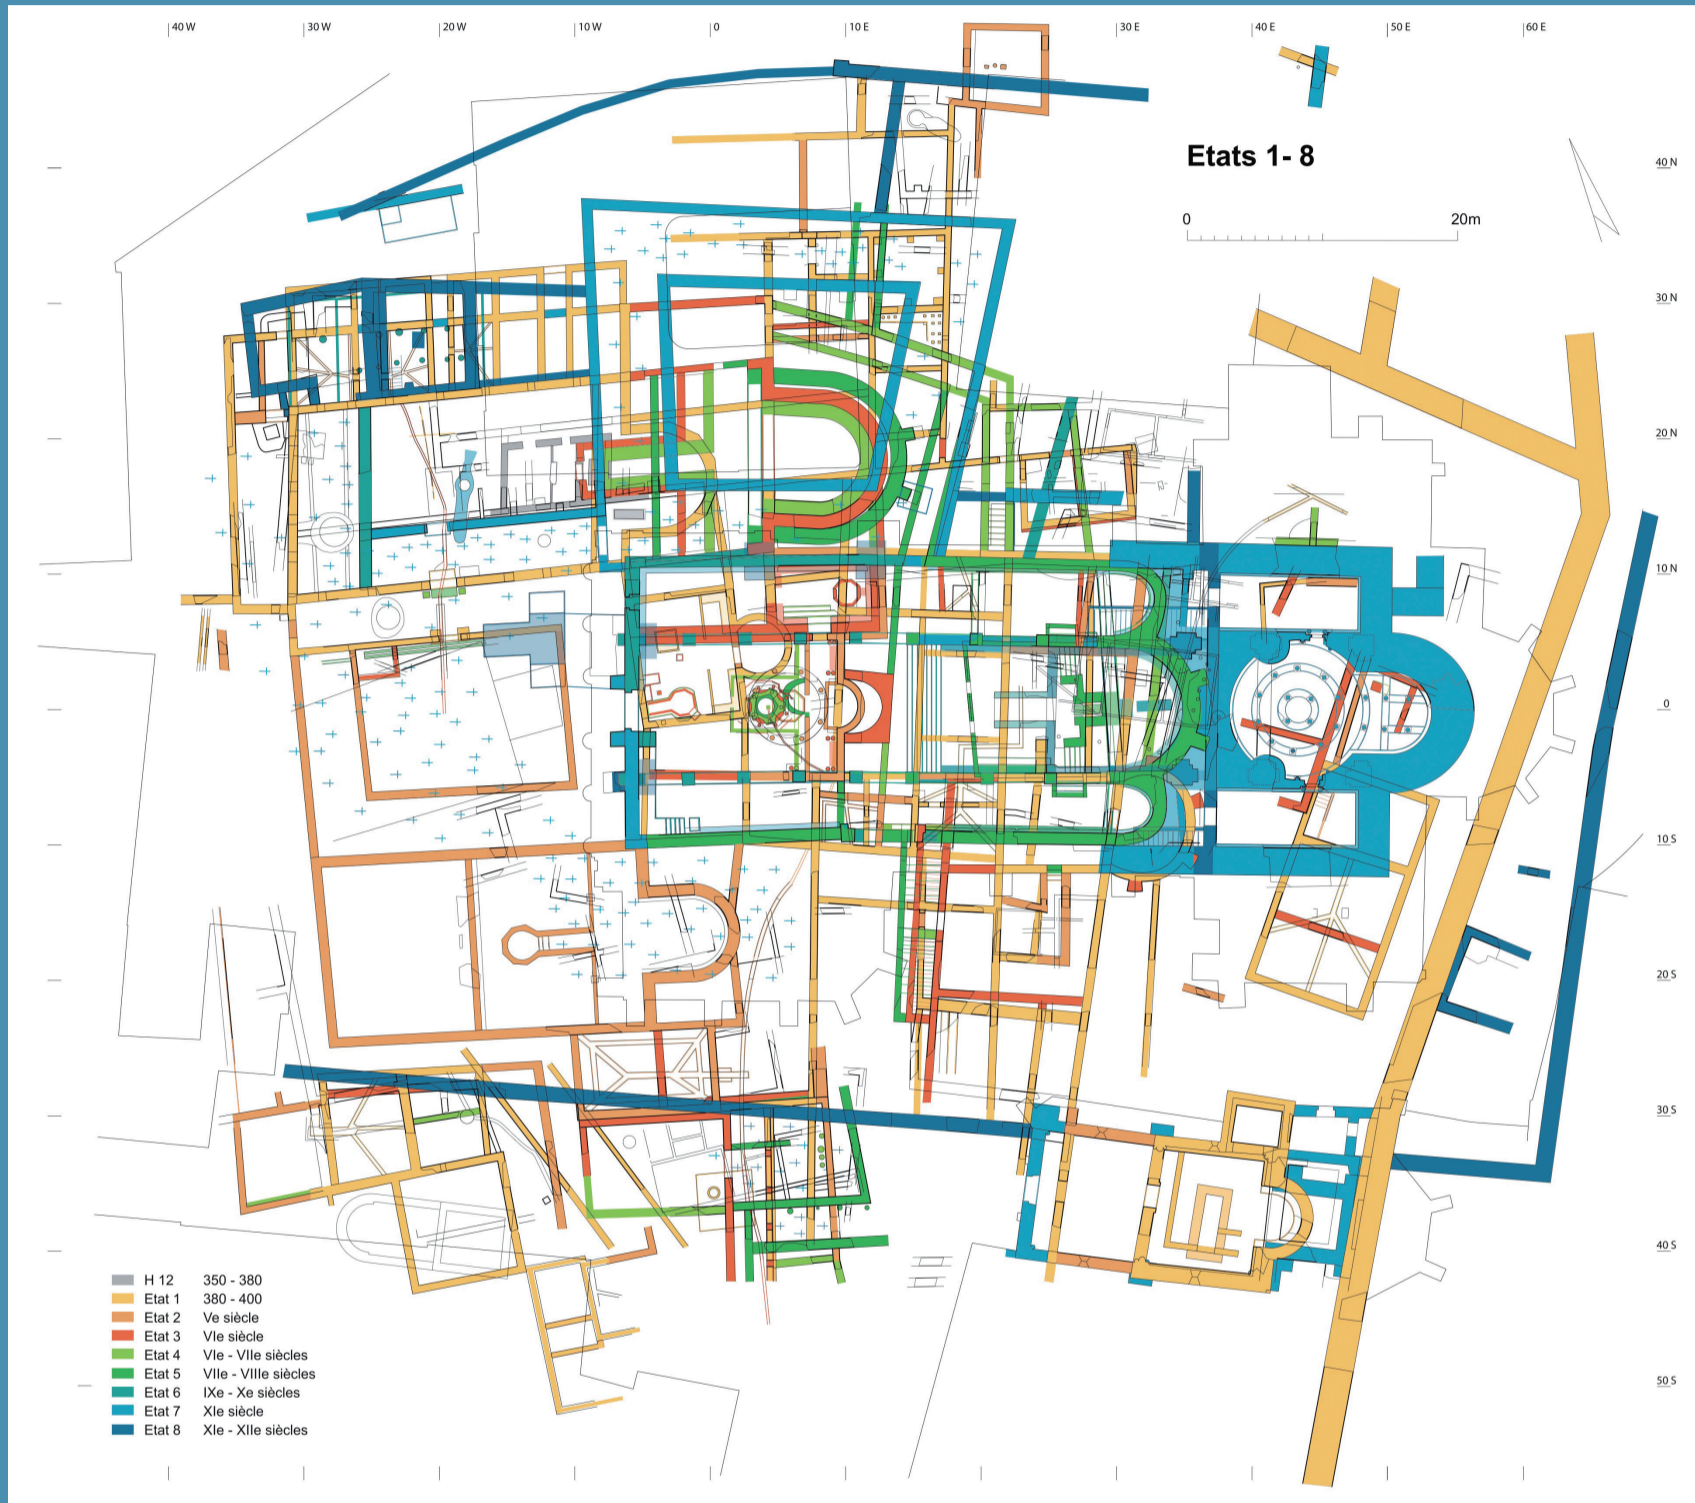 40 W 30 W 20 W 10 W 0 10 E 30 E 40 E 50 E 60 E
Etats 1- 8
40 N
0 20m
30 N
20 N
10 N
0
10 S
20 S
30 S
40 S
50 S
H 12 350 - 380
Etat 1 380 - 400
Etat 2 Ve siècle
Etat 3 VIe siècle
Etat 4 VIe - VIIe siècles
Etat 5 VIIe - VIIIe siècles
Etat 6 IXe - Xe siècles
Etat 7 XIe siècle
Etat 8 XIe - XIIe siècles